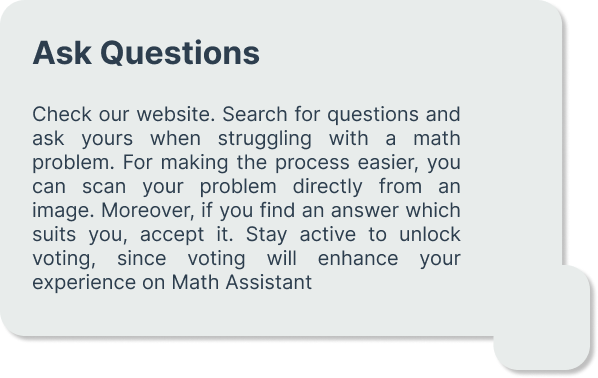 Ask Questions
Check our website. Search for questions and
ask yours when struggling with a math
problem. For making the process easier, you
can scan your problem directly from an
image. Moreover, if you find an answer which
suits you, accept it. Stay active to unlock
voting, since voting will enhance your
experience on Math Assistant